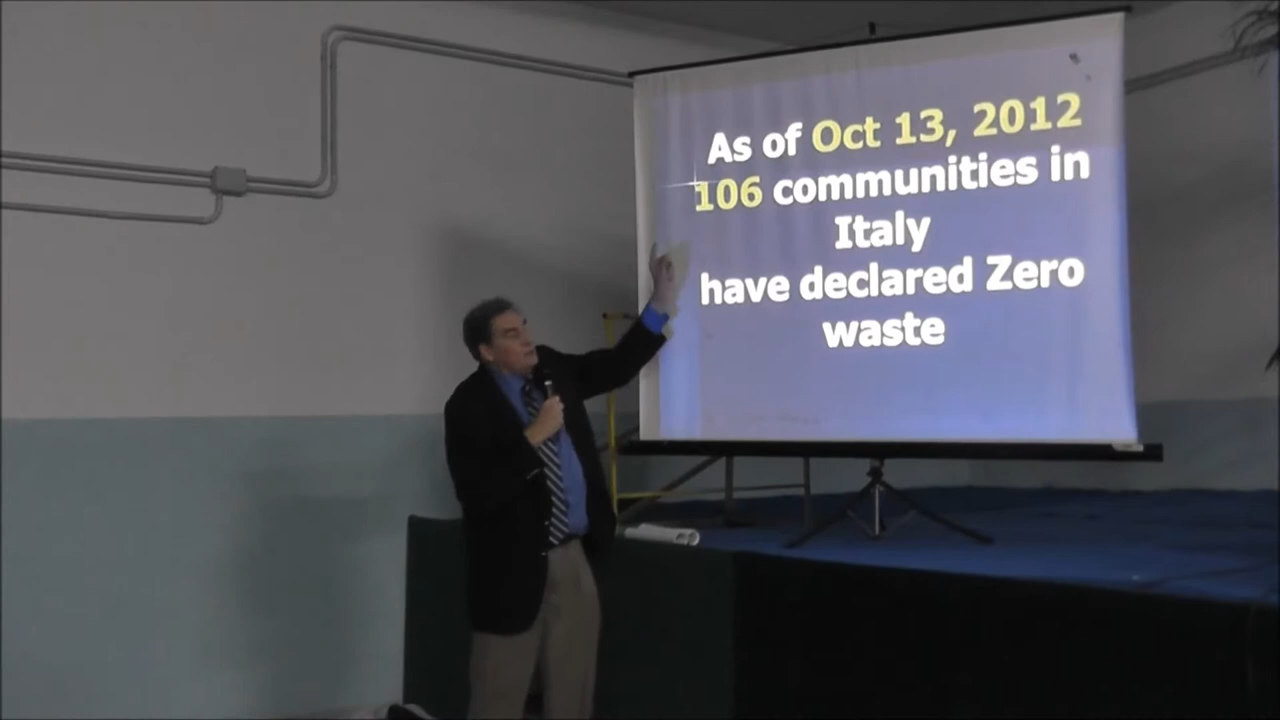 As of Oct 13, 2012
106 communities in
Italy
have declared Zero
waste